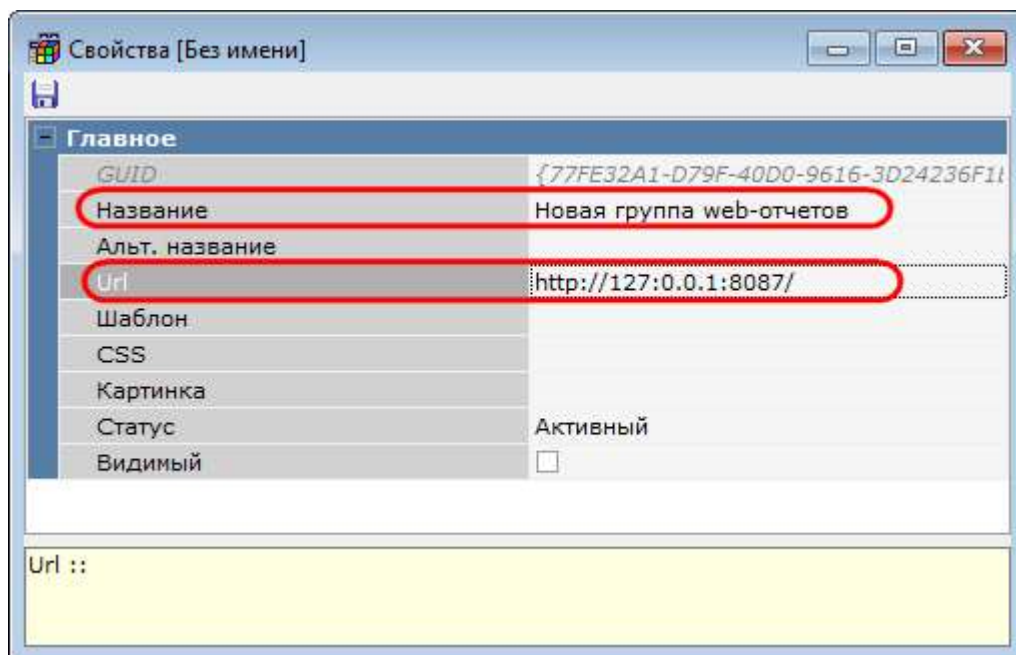 Свойства [Без имени]
Главное
GUID {77FE32A1-D79F-40D0-9616-3D24236F1
Название Новая группа web-отчетов
Альт. название
Url http://127:0.0.1:8087/
Шаблон
CSS
Картинка
Статус Активный
Видимый
Url ::